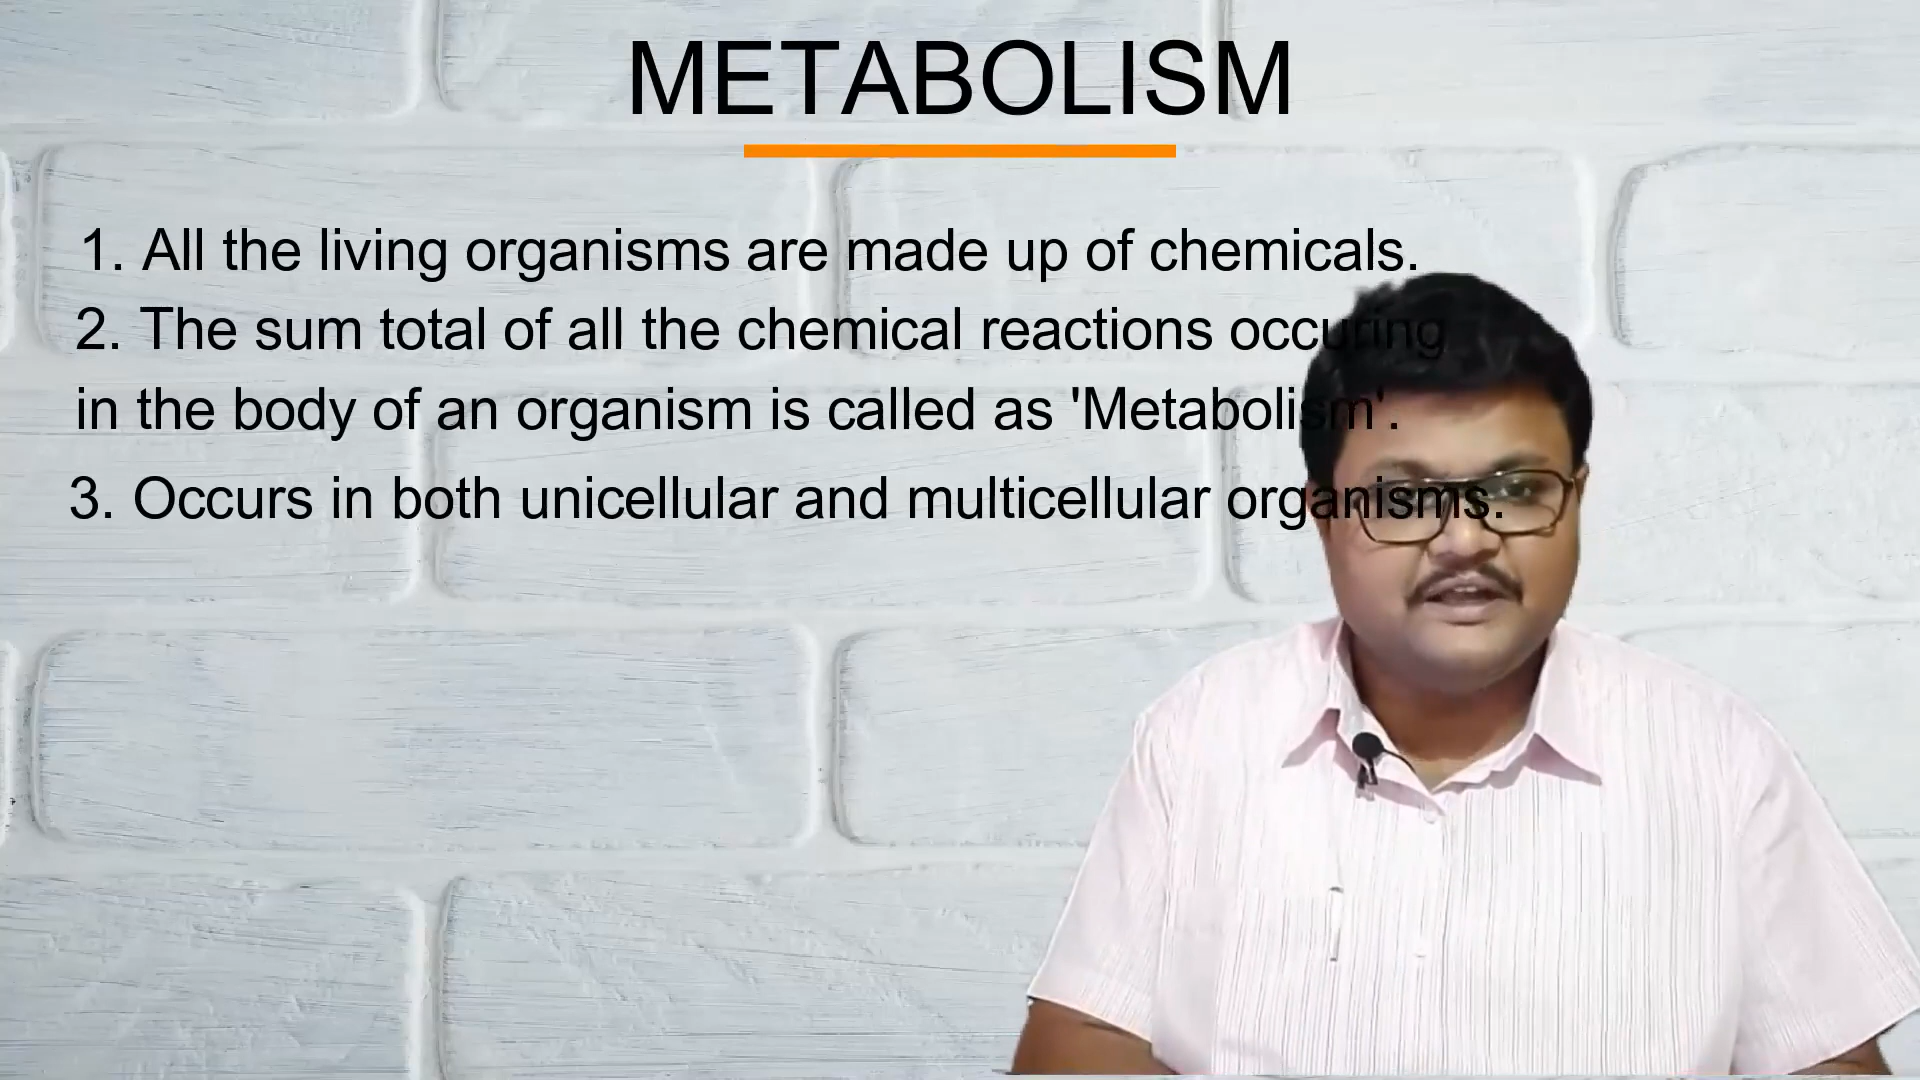 METABOLISM
1. All the living organisms are made up of chemicals.
2. The sum total of all the chemical reactions occuring
in the body of an organism is called as 'Metabolism'.
3. Occurs in both unicellular and multicellular organisms.